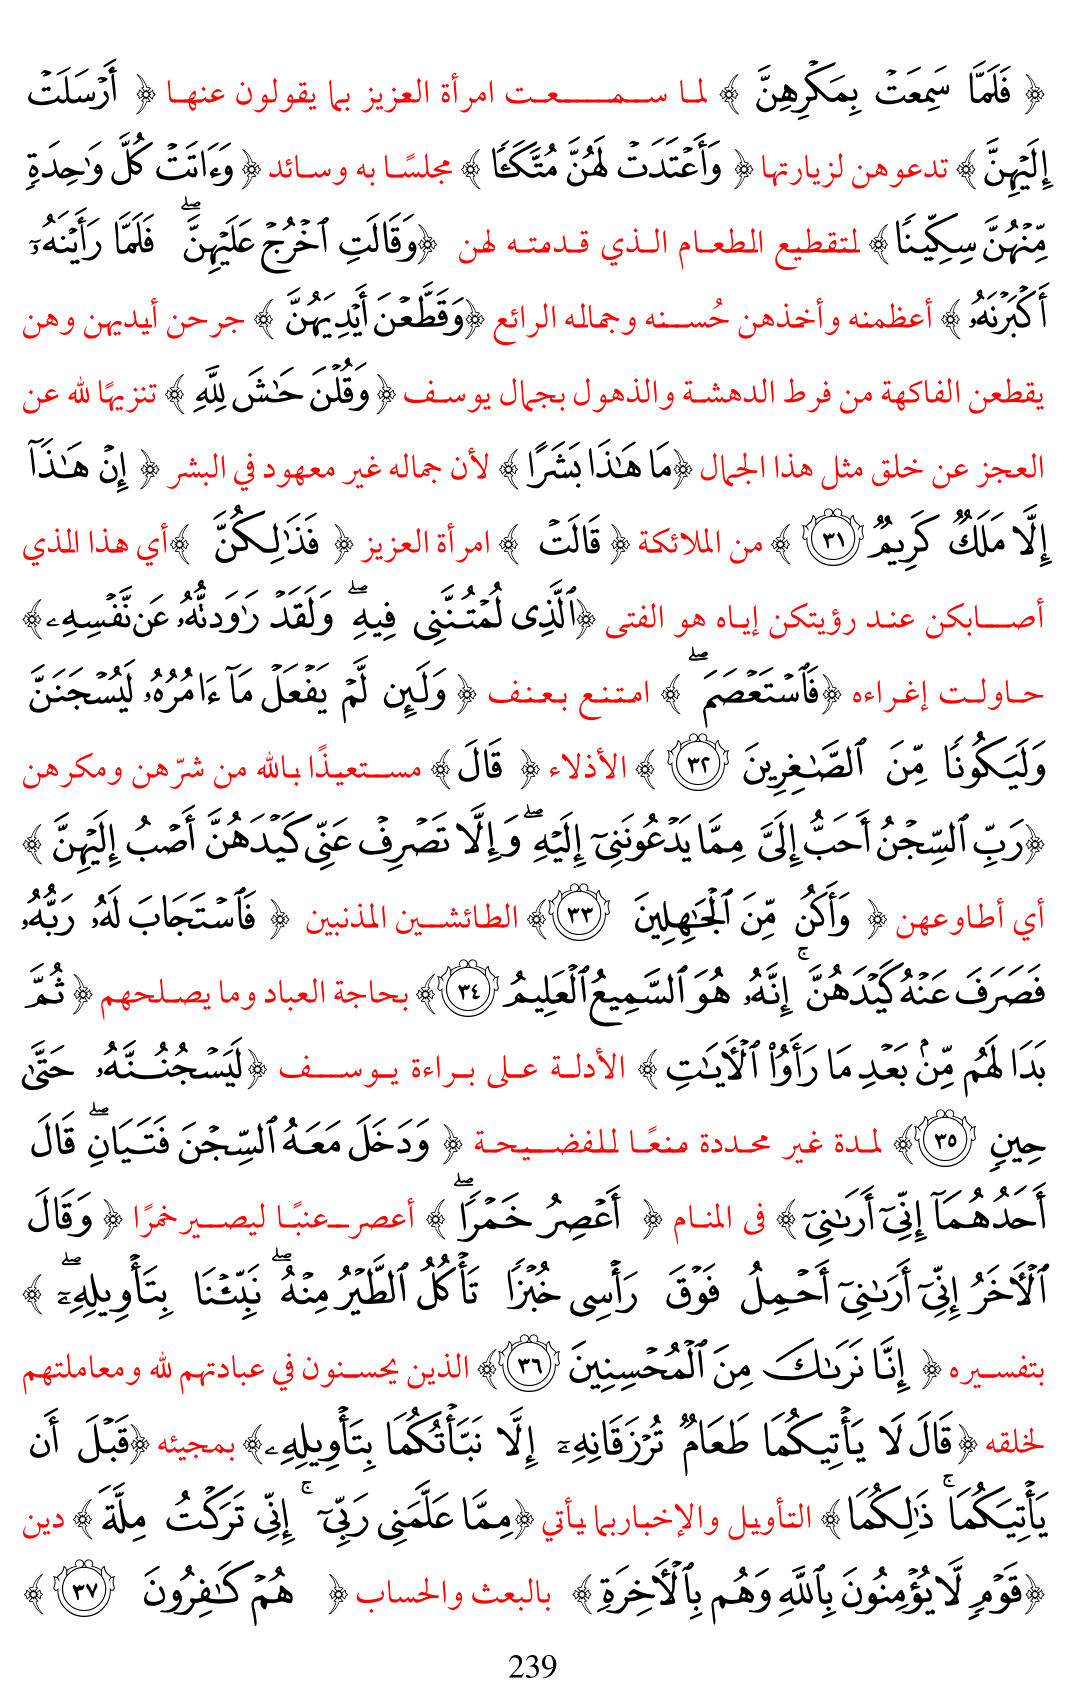 ﴿ فَلَمَّا سَمِعَتۡ بِمَكۡرِهِنَّ ﴾ لما سمعت امرأة العزيز بما يقولون عنها ﴿ أَرۡسَلَتۡ
إِلَيۡهِنَّ ﴾ تدعوهن لزيارتها ﴿ وَأَعۡتَدَتۡ لَهُنَّ مُتَّكَـٔٗا ﴾ مجلسًا به وسائد ﴿ وَءَاتَتۡ كُلَّ وَٰحِدَةٖ
مِّنۡهُنَّ سِكِّينٗا ﴾ لتقطيع الطعام الذي قدمته لهن ﴿وَقَالَتِ ٱخۡرُجۡ عَلَيۡهِنَّۖ فَلَمَّا رَأَيۡنَهُۥٓ
أَكۡبَرۡنَهُۥ ﴾ أعظمنه وأخذهن حُسنه وجماله الرائع ﴿وَقَطَّعۡنَ أَيۡدِيَهُنَّ ﴾ جرحن أيديهن وهن
يقطعن الفاكهة من فرط الدهشة والذهول بجمال يوسف ﴿ وَقُلۡنَ حَٰشَ لِلَّهِ ﴾ تنزيهًا لله عن
العجز عن خلق مثل هذا الجمال ﴿مَا هَٰذَا بَشَرًا ﴾ لأن جماله غير معهود في البشر ﴿ إِنۡ هَٰذَآ
إِلَّا مَلَكٞ كَرِيمٞ ٣١ ﴾ من الملائكة ﴿ قَالَتۡ ﴾ امرأة العزيز ﴿ فَذَٰلِكُنَّ ﴾أي هذا الذي
أصابكن عند رؤيتكن إياه هو الفتى ﴿ٱلَّذِي لُمۡتُنَّنِي فِيهِۖ وَلَقَدۡ رَٰوَدتُّهُۥ عَن نَّفۡسِهِۦ﴾
حاولت إغراءه ﴿فَٱسۡتَعۡصَمَۖ ﴾ امتنع بعنف ﴿ وَلَئِن لَّمۡ يَفۡعَلۡ مَآ ءَامُرُهُۥ لَيُسۡجَنَنَّ
وَلَيَكُونٗا مِّنَ ٱلصَّٰغِرِينَ ٣٢ ﴾ الأذلاء ﴿ قَالَ ﴾ مستعيذًا بالله من شرّهن ومكرهن
﴿رَبِّ ٱلسِّجۡنُ أَحَبُّ إِلَيَّ مِمَّا يَدۡعُونَنِيٓ إِلَيۡهِۖ وَإِلَّا تَصۡرِفۡ عَنِّي كَيۡدَهُنَّ أَصۡبُ إِلَيۡهِنَّ ﴾
أي أطاوعهن ﴿ وَأَكُن مِّنَ ٱلۡجَٰهِلِينَ ٣٣﴾ الطائشين المذنبين ﴿ فَٱسۡتَجَابَ لَهُۥ رَبُّهُۥ
فَصَرَفَ عَنۡهُ كَيۡدَهُنَّۚ إِنَّهُۥ هُوَ ٱلسَّمِيعُ ٱلۡعَلِيمُ ٣٤﴾ بحاجة العباد وما يصلحهم ﴿ ثُمَّ
بَدَا لَهُم مِّنۢ بَعۡدِ مَا رَأَوُاْ ٱلۡأٓيَٰتِ ﴾ الأدلة على براءة يوسف ﴿لَيَسۡجُنُنَّهُۥ حَتَّىٰ
حِينٖ ٣٥﴾ لمدة غير محددة منعًا للفضيحة ﴿ وَدَخَلَ مَعَهُ ٱلسِّجۡنَ فَتَيَانِۖ قَالَ
أَحَدُهُمَآ إِنِّيٓ أَرَىٰنِيٓ ﴾ فى المنام ﴿ أَعۡصِرُ خَمۡرٗاۖ ﴾ أعصر عنبًا ليصير خمرًا ﴿ وَقَالَ
ٱلۡأٓخَرُ إِنِّيٓ أَرَىٰنِيٓ أَحۡمِلُ فَوۡقَ رَأۡسِي خُبۡزٗا تَأۡكُلُ ٱلطَّيۡرُ مِنۡهُۖ نَبِّئۡنَا بِتَأۡوِيلِهِۦٓۖ ﴾
بتفسيره ﴿ إِنَّا نَرَىٰكَ مِنَ ٱلۡمُحۡسِنِينَ ٣٦﴾ الذين يحسنون في عبادتهم لله ومعاملتهم
لخلقه ﴿قَالَ لَا يَأۡتِيكُمَا طَعَامٞ تُرۡزَقَانِهِۦٓ إِلَّا نَبَّأۡتُكُمَا بِتَأۡوِيلِهِۦ﴾ بمجيئه ﴿قَبۡلَ أَن
يَأۡتِيَكُمَاۚ ذَٰلِكُمَا ﴾ التأويل والإخبار بما يأتي ﴿مِمَّا عَلَّمَنِي رَبِّيٓۚ إِنِّي تَرَكۡتُ مِلَّةَ ﴾ دين
﴿قَوۡمٖ لَّا يُؤۡمِنُونَ بِٱللَّهِ وَهُم بِٱلۡأٓخِرَةِ ﴾ بالبعث والحساب ﴿ هُمۡ كَٰفِرُونَ ٣٧ ﴾
239